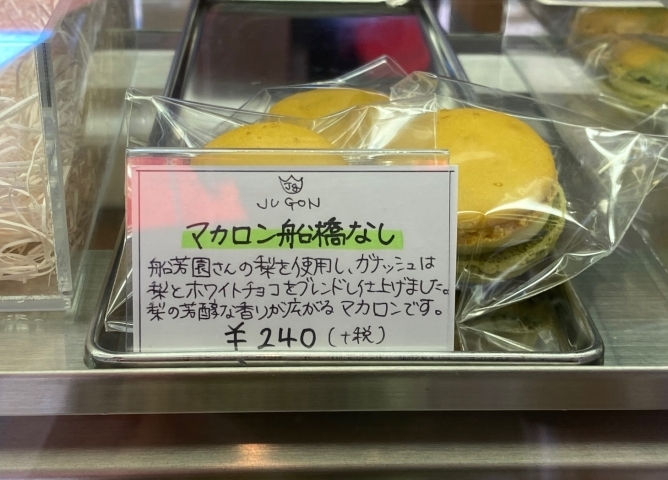 JG
JUGON
マカロン船橋なし
船芳園さんの梨を使用し、ガナッシュは
梨とホワイトチョコをブレンドし仕上げました。
梨の芳醇な香りが広がるマカロンです。
¥240(+税)